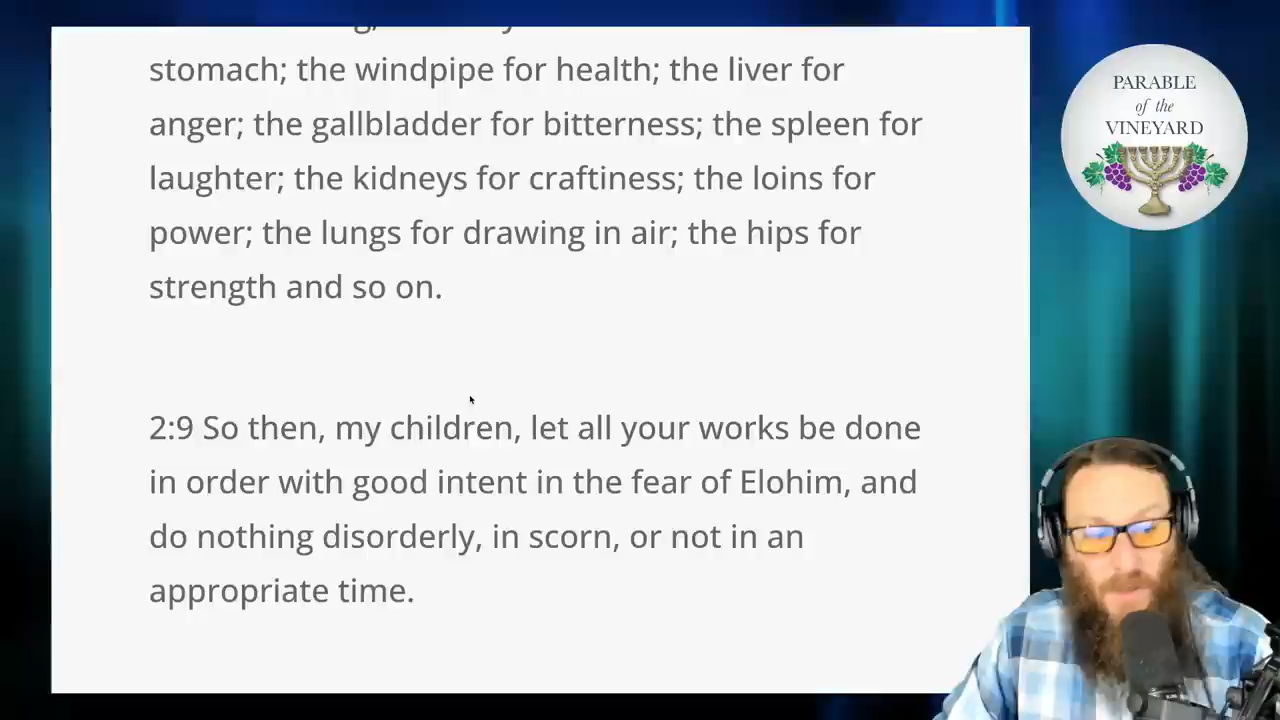 stomach; the windpipe for health; the liver for
anger; the gallbladder for bitterness; the spleen for
laughter; the kidneys for craftiness; the loins for
power; the lungs for drawing in air; the hips for
strength and so on.
2:9 So then, my children, let all your works be done
in order with good intent in the fear of Elohim, and
do nothing disorderly, in scorn, or not in an
appropriate time.
PARABLE
of the
VINEYARD